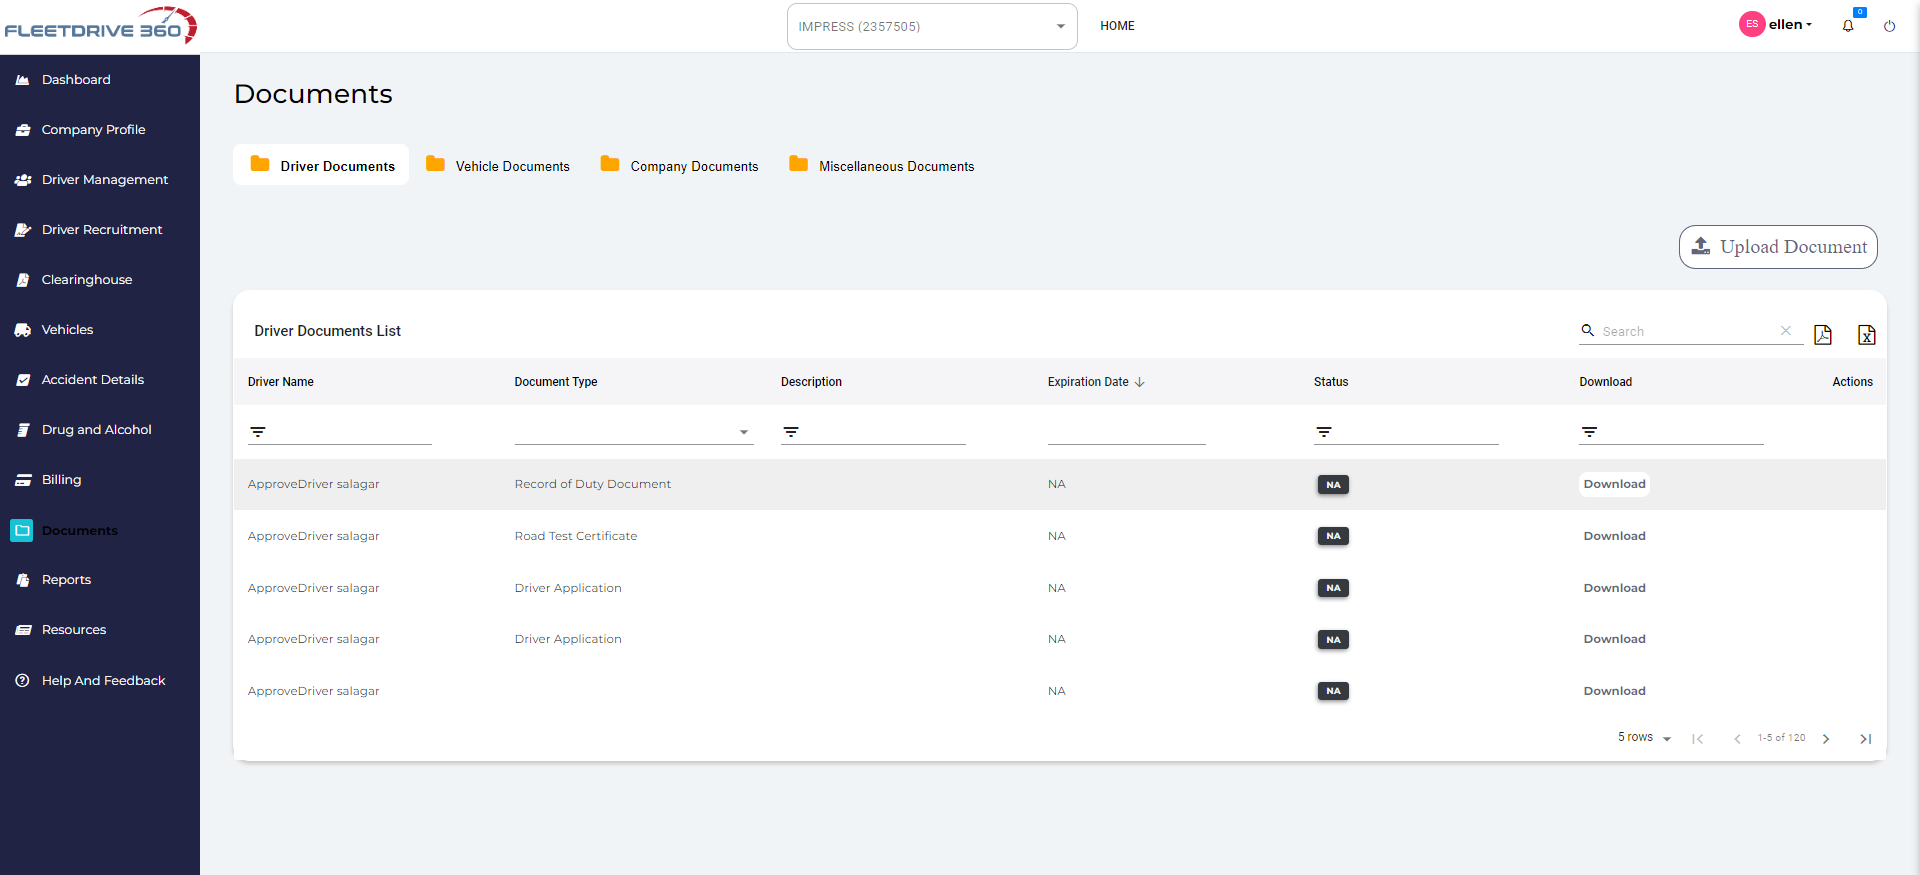 FLEETDRIVE 360
IMPRESS (2357505)
HOME
ES
ellen
0
Dashboard
Company Profile
Driver Management
Driver Recruitment
Clearinghouse
Vehicles
Accident Details
Drug and Alcohol
Billing
Documents
Reports
Resources
Help And Feedback
Documents
Driver Documents
Vehicle Documents
Company Documents
Miscellaneous Documents
Upload Document
Driver Documents List
Search
Driver Name Document Type Description Expiration Date Status Download Actions
ApproveDriver salagar Record of Duty Document NA NA Download
ApproveDriver salagar Road Test Certificate NA NA Download
ApproveDriver salagar Driver Application NA NA Download
ApproveDriver salagar Driver Application NA NA Download
ApproveDriver salagar NA NA Download
5 rows 1-5 of 120